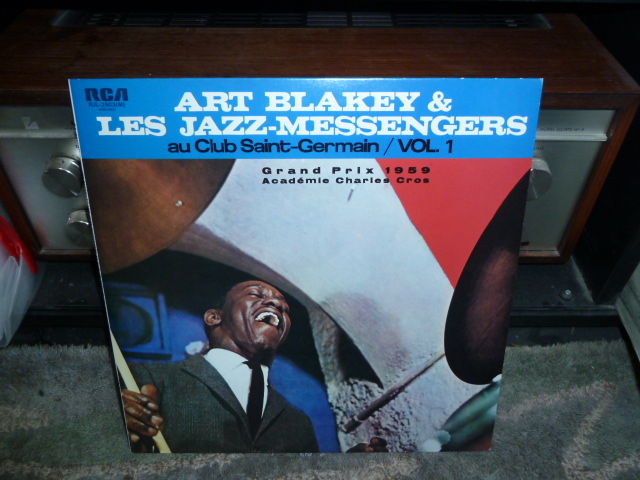 RCA
ART BLAKEY &
LES JAZZ-MESSENGERS
au Club Saint-Germain / VOL. 1
Grand Prix 1959
Académie Charles Cros